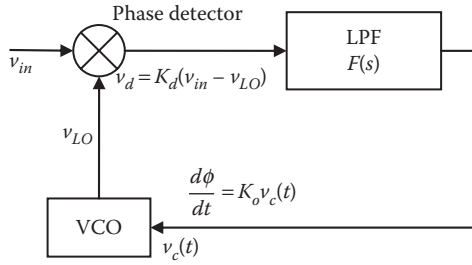 Phase detector
LPF
F(s)
v_in
v_d = K_d(v_in − v_LO)
v_LO
dϕ/dt = K_o v_c(t)
VCO
v_c(t)